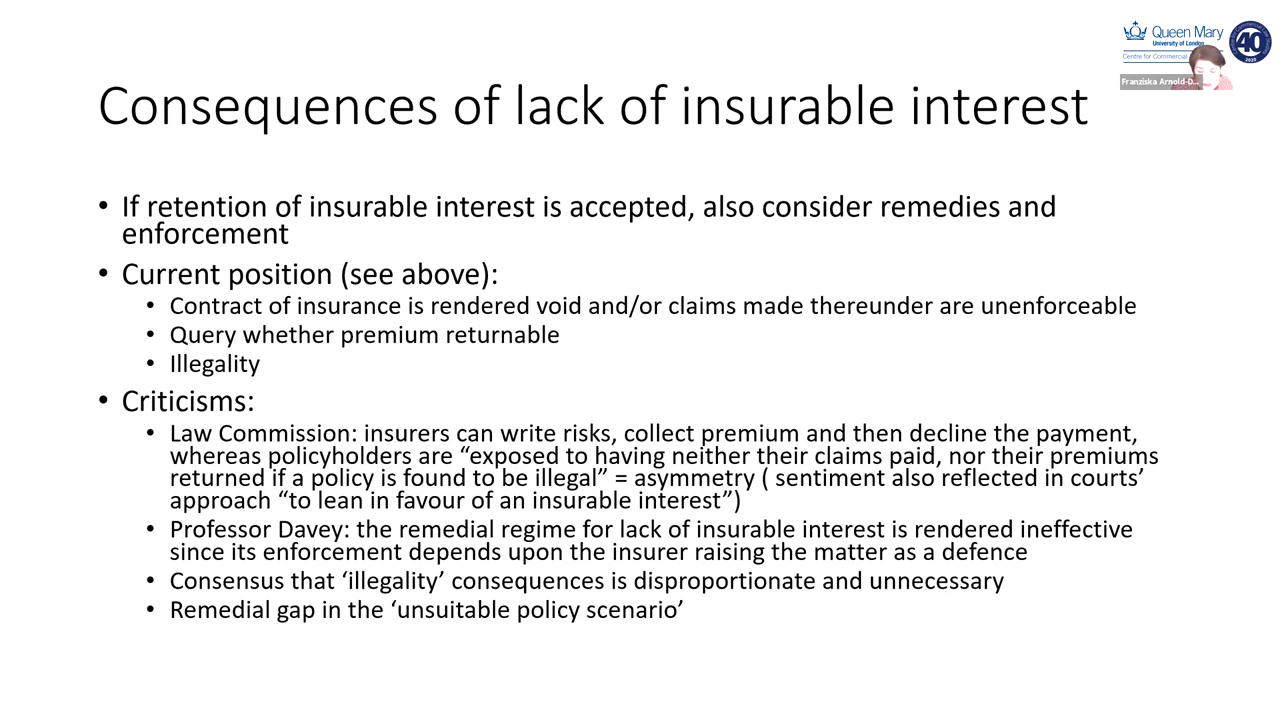 Queen Mary
University of London
Centre for Commercial
40
2020
Franziska Arnold-D...
Consequences of lack of insurable interest
• If retention of insurable interest is accepted, also consider remedies and
enforcement
• Current position (see above):
• Contract of insurance is rendered void and/or claims made thereunder are unenforceable
• Query whether premium returnable
• Illegality
• Criticisms:
• Law Commission: insurers can write risks, collect premium and then decline the payment,
whereas policyholders are “exposed to having neither their claims paid, nor their premiums
returned if a policy is found to be illegal” = asymmetry ( sentiment also reflected in courts’
approach “to lean in favour of an insurable interest”)
• Professor Davey: the remedial regime for lack of insurable interest is rendered ineffective
since its enforcement depends upon the insurer raising the matter as a defence
• Consensus that ‘illegality’ consequences is disproportionate and unnecessary
• Remedial gap in the ‘unsuitable policy scenario’